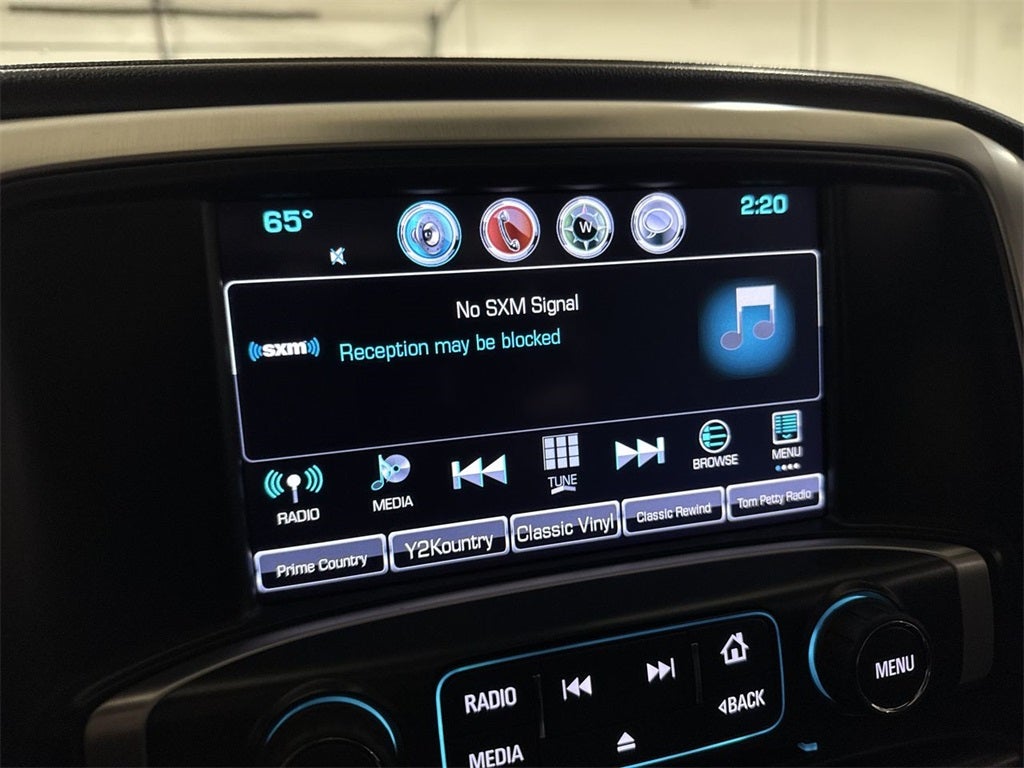 65°
W
2:20
No SXM Signal
((sxm))
Reception may be blocked
RADIO
MEDIA
TUNE
BROWSE
MENU
Prime Country
Y2Kountry
Classic Vinyl
Classic Rewind
Tom Petty Radio
RADIO
MEDIA
BACK
MENU